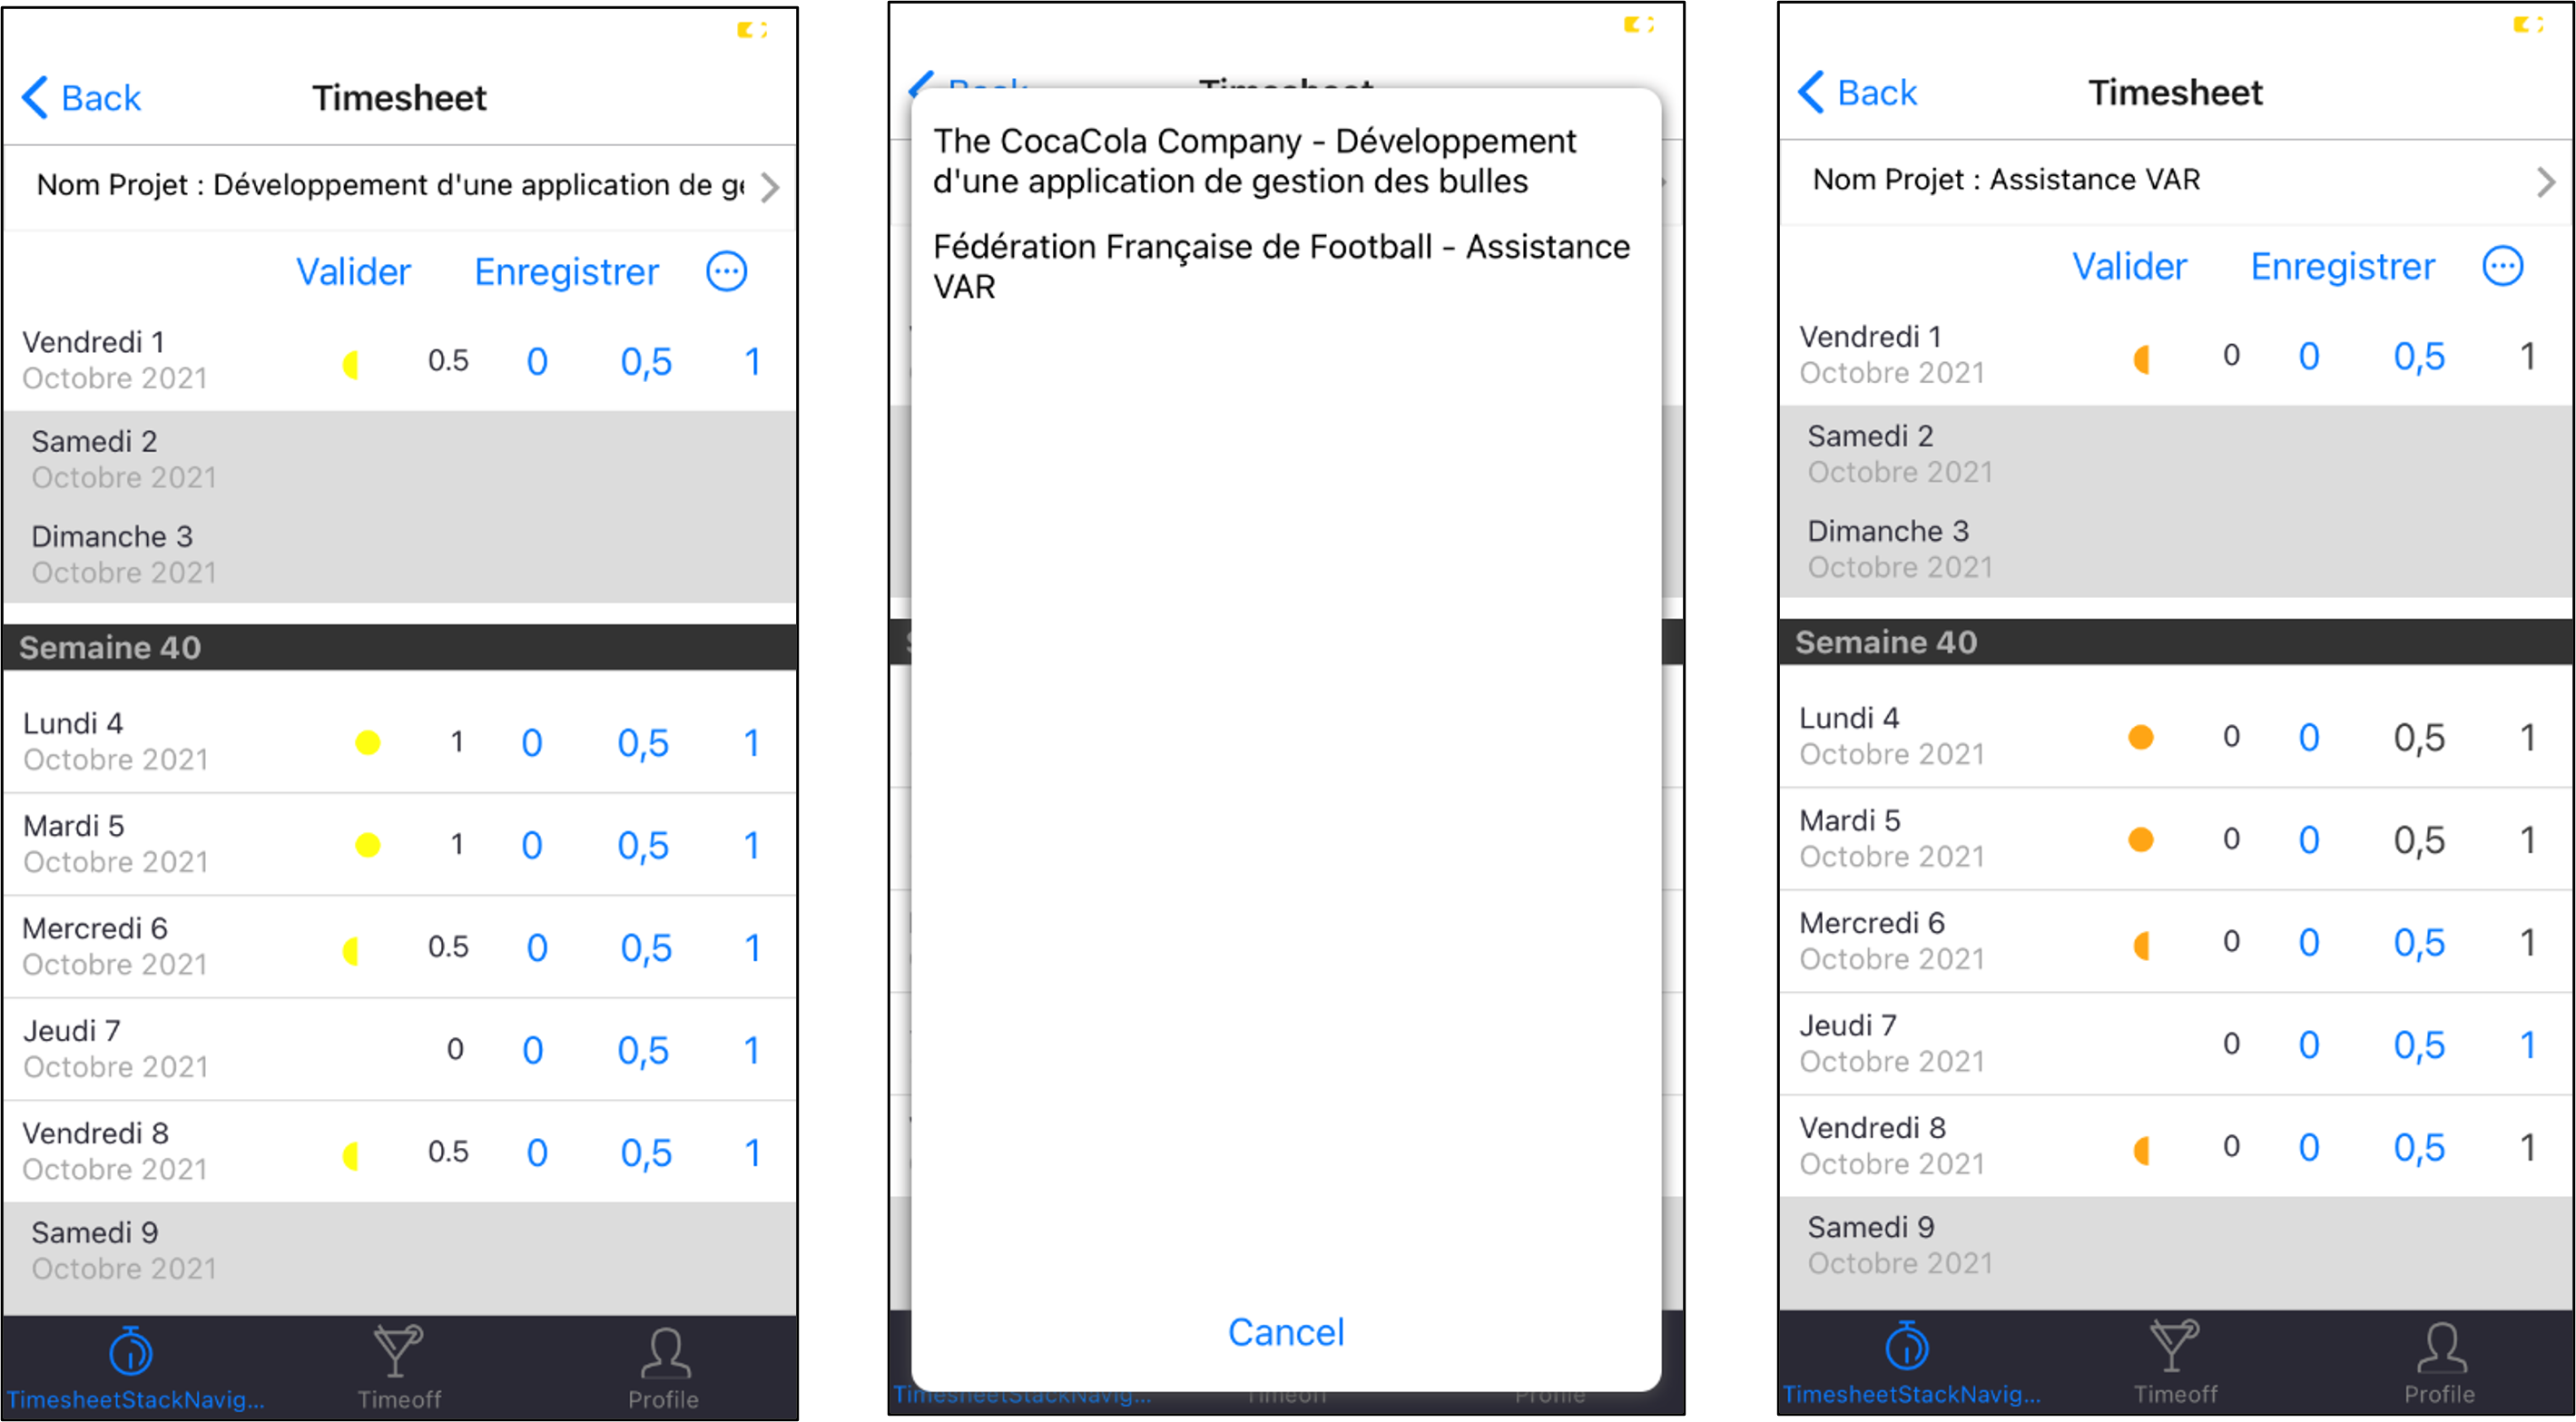 Back Timesheet
Nom Projet : Développement d'une application de ge
Valider Enregistrer
Vendredi 1 0.5 0 0,5 1
Octobre 2021
Samedi 2
Octobre 2021
Dimanche 3
Octobre 2021
Semaine 40
Lundi 4 1 0 0,5 1
Octobre 2021
Mardi 5 1 0 0,5 1
Octobre 2021
Mercredi 6 0.5 0 0,5 1
Octobre 2021
Jeudi 7 0 0 0,5 1
Octobre 2021
Vendredi 8 0.5 0 0,5 1
Octobre 2021
Samedi 9
Octobre 2021
TimesheetStackNavig... Timeoff Profile
Back Timesheet
The CocaCola Company - Développement
d'une application de gestion des bulles
Fédération Française de Football - Assistance
VAR
Cancel
TimesheetStackNavig... Timeoff Profile
Back Timesheet
Nom Projet : Assistance VAR
Valider Enregistrer
Vendredi 1 0 0 0,5 1
Octobre 2021
Samedi 2
Octobre 2021
Dimanche 3
Octobre 2021
Semaine 40
Lundi 4 0 0 0,5 1
Octobre 2021
Mardi 5 0 0 0,5 1
Octobre 2021
Mercredi 6 0 0 0,5 1
Octobre 2021
Jeudi 7 0 0 0,5 1
Octobre 2021
Vendredi 8 0 0 0,5 1
Octobre 2021
Samedi 9
Octobre 2021
TimesheetStackNavig... Timeoff Profile